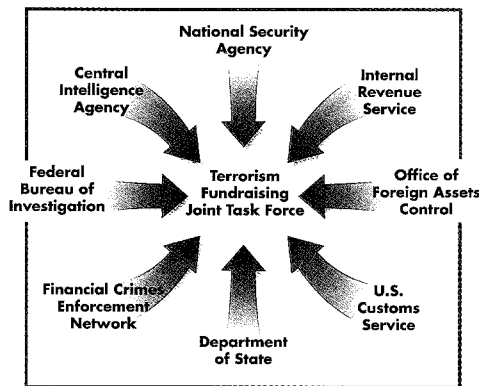 National Security
Agency
Central
Intelligence
Agency
Internal
Revenue
Service
Federal
Bureau of
Investigation
Terrorism
Fundraising
Joint Task Force
Office of
Foreign Assets
Control
Financial Crimes
Enforcement
Network
Department
of State
U.S.
Customs
Service